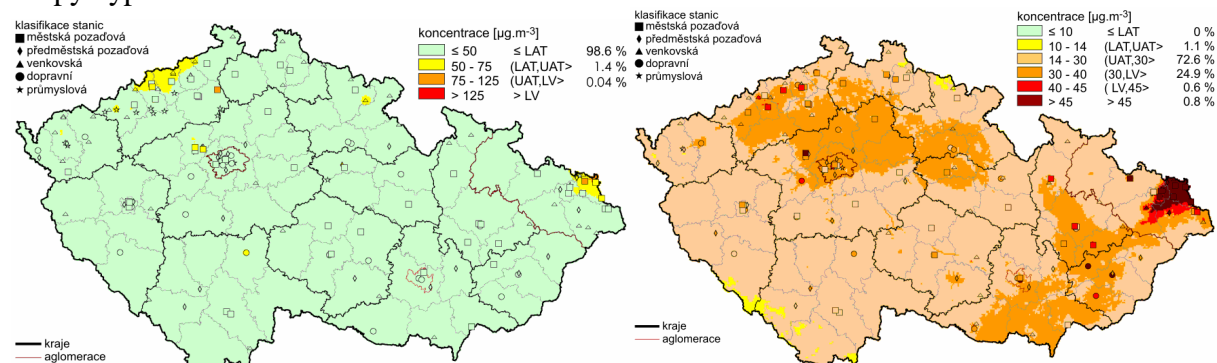 klasifikace stanic
městská pozaďová
předměstská pozaďová
venkovská
dopravní
průmyslová
koncentrace [µg.m-3]
≤ 50 ≤ LAT 98.6 %
50 - 75 (LAT,UAT> 1.4 %
75 - 125 (UAT,LV> 0.04 %
> 125 > LV
kraje
aglomerace
klasifikace stanic
městská pozaďová
předměstská pozaďová
venkovská
dopravní
průmyslová
koncentrace [µg.m-3]
≤ 10 ≤ LAT 0 %
10 - 14 (LAT,UAT> 1.1 %
14 - 30 (UAT,30> 72.6 %
30 - 40 (30,LV> 24.9 %
40 - 45 ( LV,45> 0.6 %
> 45 > 45 0.8 %
kraje
aglomerace